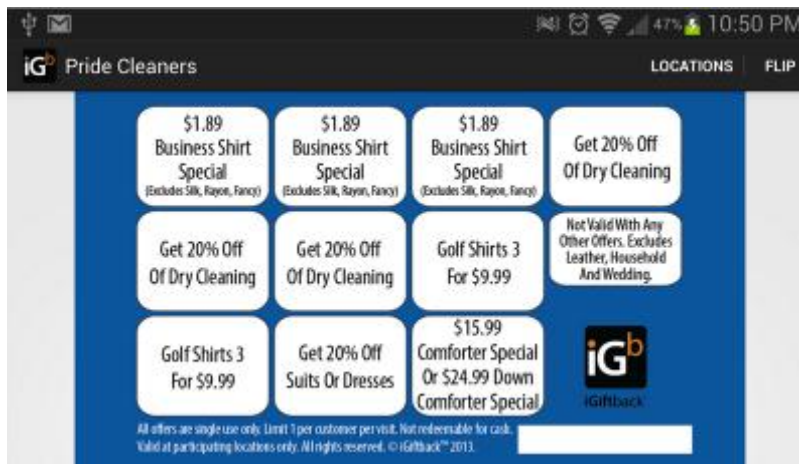 47% 10:50 PM
iGb Pride Cleaners LOCATIONS FLIP
$1.89
Business Shirt
Special
(Excludes Silk, Rayon, Fancy)
$1.89
Business Shirt
Special
(Excludes Silk, Rayon, Fancy)
$1.89
Business Shirt
Special
(Excludes Silk, Rayon, Fancy)
Get 20% Off
Of Dry Cleaning
Get 20% Off
Of Dry Cleaning
Get 20% Off
Of Dry Cleaning
Golf Shirts 3
For $9.99
Not Valid With Any
Other Offers. Excludes
Leather, Household
And Wedding.
Golf Shirts 3
For $9.99
Get 20% Off
Suits Or Dresses
$15.99
Comforter Special
Or $24.99 Down
Comforter Special
iGb
iGiftback
All offers are single use only. Limit 1 per customer per visit. Not redeemable for cash.
Valid at participating locations only. All rights reserved. © iGiftback™ 2013.